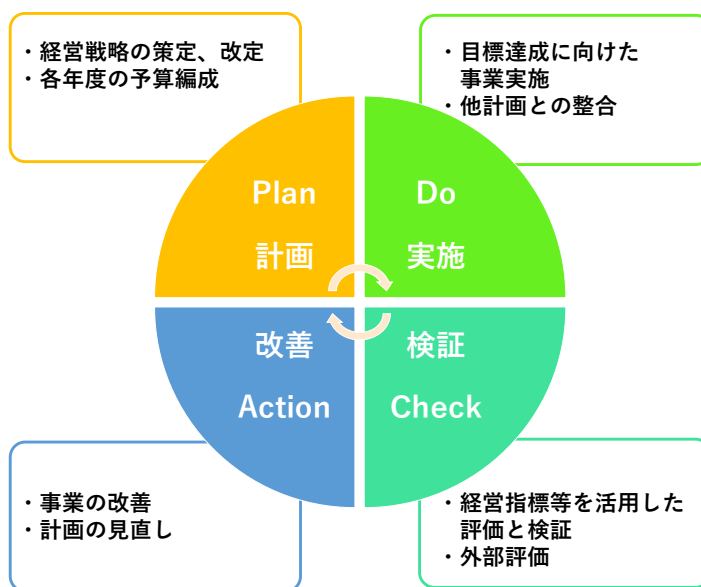 ・経営戦略の策定、改定
・各年度の予算編成
・目標達成に向けた
事業実施
・他計画との整合
Plan
計画
Do
実施
改善
Action
検証
Check
・事業の改善
・計画の見直し
・経営指標等を活用した
評価と検証
・外部評価